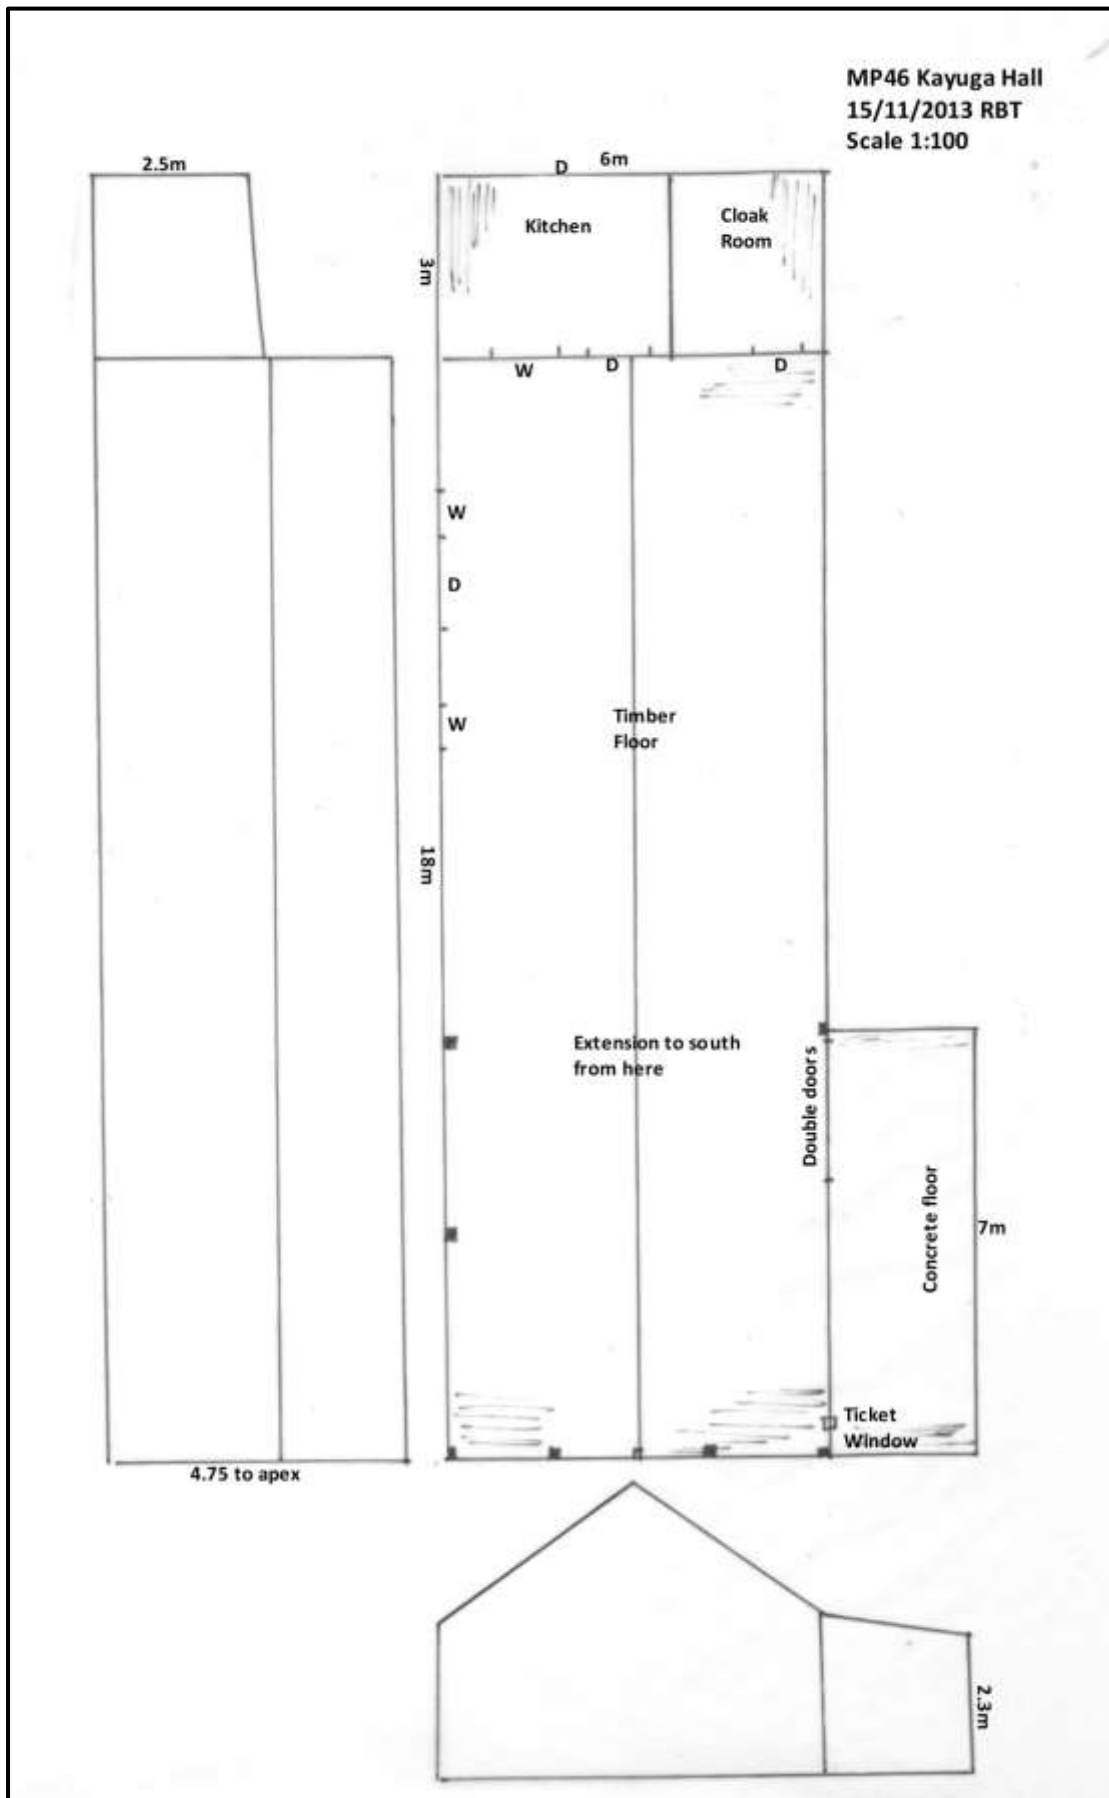 MP46 Kayuga Hall
15/11/2013 RBT
Scale 1:100
2.5m
D
6m
Kitchen
Cloak
Room
3m
W
D
D
W
D
W
Timber
Floor
18m
Extension to south
from here
Double doors
Concrete floor
7m
Ticket
Window
4.75 to apex
2.3m